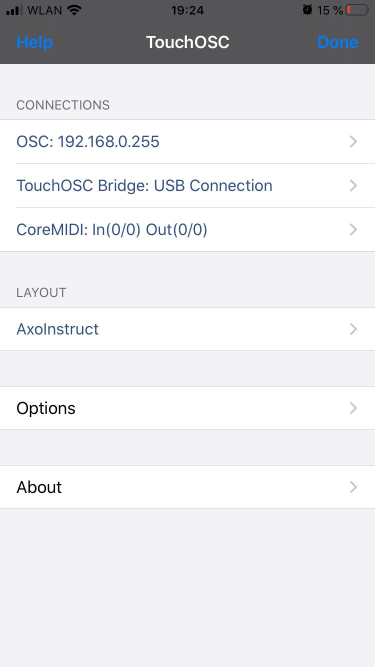 WLAN 19:24 15 %
Help TouchOSC Done
CONNECTIONS
OSC: 192.168.0.255
TouchOSC Bridge: USB Connection
CoreMIDI: In(0/0) Out(0/0)
LAYOUT
AxoInstruct
Options
About